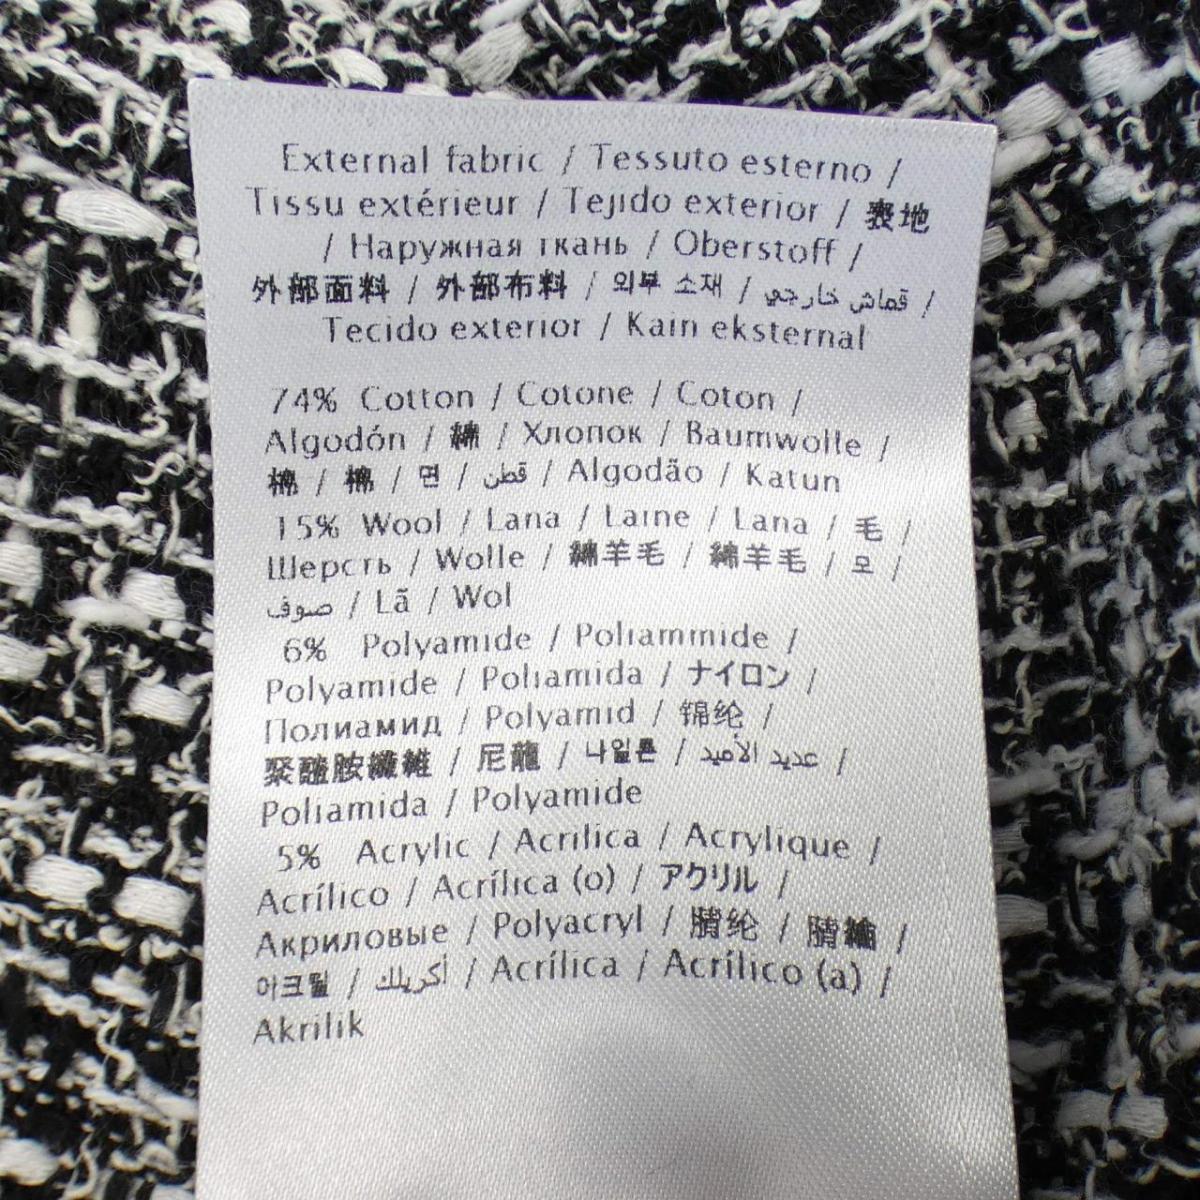 External fabric / Tessuto esterno /
Tissu extérieur / Tejido exterior / 表地
/ Наружная ткань / Oberstoff /
外部面料 / 外部布料 / 외부 소재 / قماش خارجي /
Tecido exterior / Kain eksternal
74% Cotton / Cotone / Coton /
Algodón / 綿 / Хлопок / Baumwolle /
棉 / 棉 / 면 / قطن / Algodão / Katun
15% Wool / Lana / Laine / Lana / 毛 /
Шерсть / Wolle / 綿羊毛 / 綿羊毛 / 모 /
صوف / Lã / Wol
6% Polyamide / Poliammide /
Polyamide / Poliamida / ナイロン /
Полиамид / Polyamid / 锦纶 /
聚醯胺纖維 / 尼龍 / 나일론 / عديد الأميد /
Poliamida / Polyamide
5% Acrylic / Acrilica / Acrylique /
Acrílico / Acrílica (o) / アクリル /
Акриловые / Polyacryl / 腈纶 / 腈綸 /
아크릴 / أكريلك / Acrílica / Acrílico (a) /
Akrilik